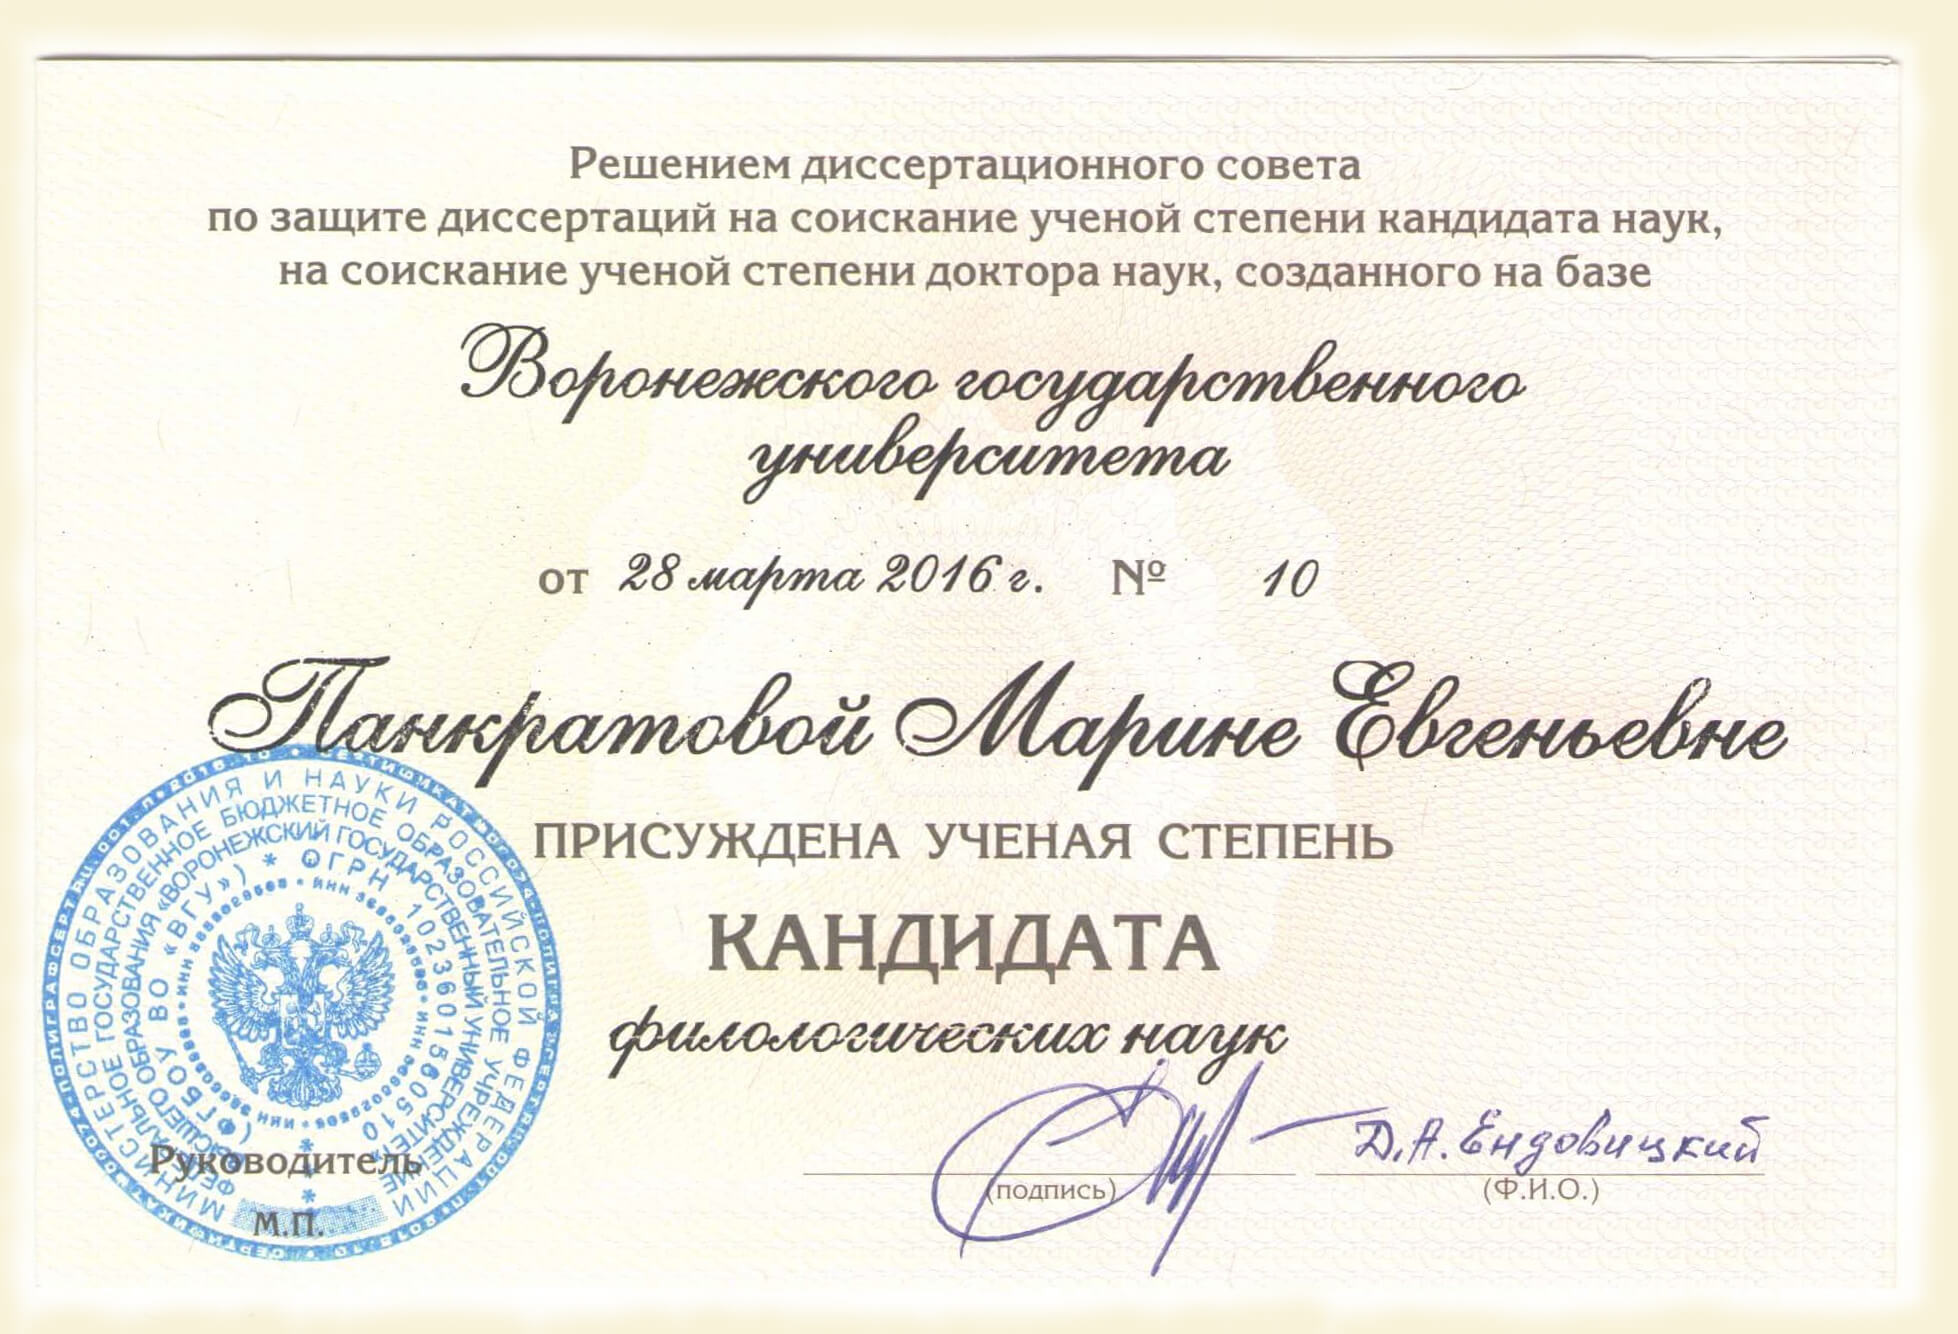 Решением диссертационного совета
по защите диссертаций на соискание ученой степени кандидата наук,
на соискание ученой степени доктора наук, созданного на базе
Воронежского государственного
университета
от 28 марта 2016 г. № 10
Панкратовой Марине Евгеньевне
ПРИСУЖДЕНА УЧЕНАЯ СТЕПЕНЬ
КАНДИДАТА
филологических наук
Руководитель
Д.А. Ендовицкий
(подпись) (Ф.И.О.)
М.П.
МИНИСТЕРСТВО ОБРАЗОВАНИЯ И НАУКИ РОССИЙСКОЙ ФЕДЕРАЦИИ
ФЕДЕРАЛЬНОЕ ГОСУДАРСТВЕННОЕ БЮДЖЕТНОЕ ОБРАЗОВАТЕЛЬНОЕ УЧРЕЖДЕНИЕ
ВЫСШЕГО ОБРАЗОВАНИЯ «ВОРОНЕЖСКИЙ ГОСУДАРСТВЕННЫЙ УНИВЕРСИТЕТ»
(ФГБОУ ВО «ВГУ») * ОГРН 1023601560510